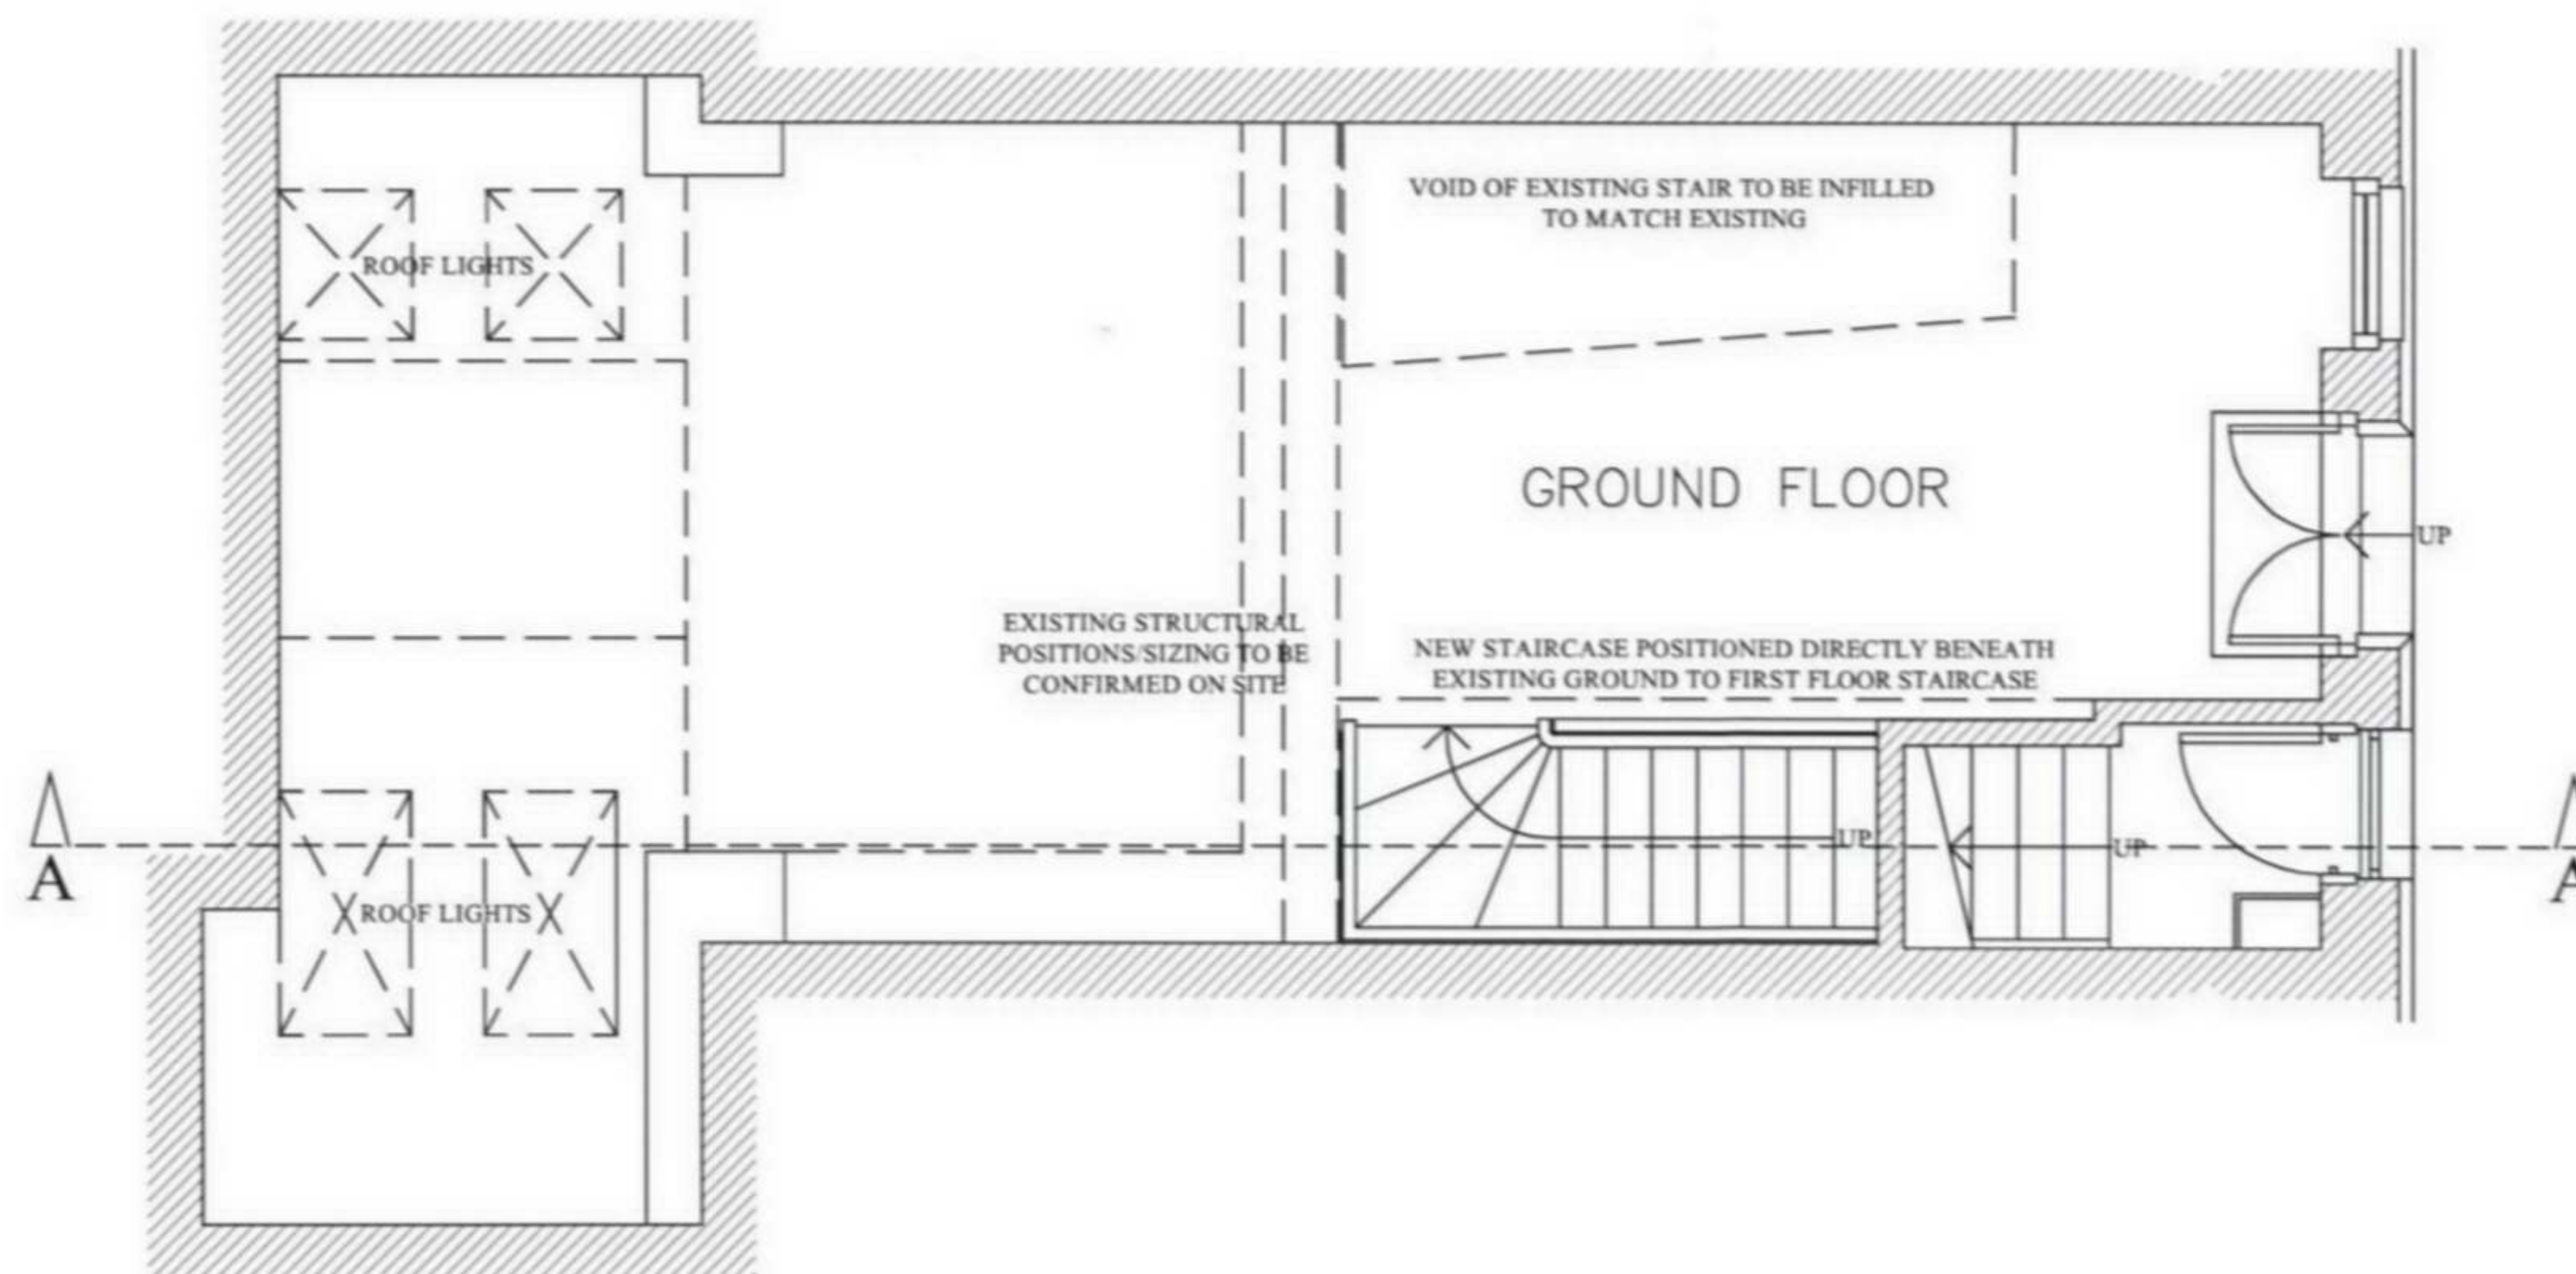 VOID OF EXISTING STAIR TO BE INFILLED
TO MATCH EXISTING
ROOF LIGHTS
GROUND FLOOR
UP
EXISTING STRUCTURAL
POSITIONS/SIZING TO BE
CONFIRMED ON SITE
NEW STAIRCASE POSITIONED DIRECTLY BENEATH
EXISTING GROUND TO FIRST FLOOR STAIRCASE
UP
UP
A
A
ROOF LIGHTS